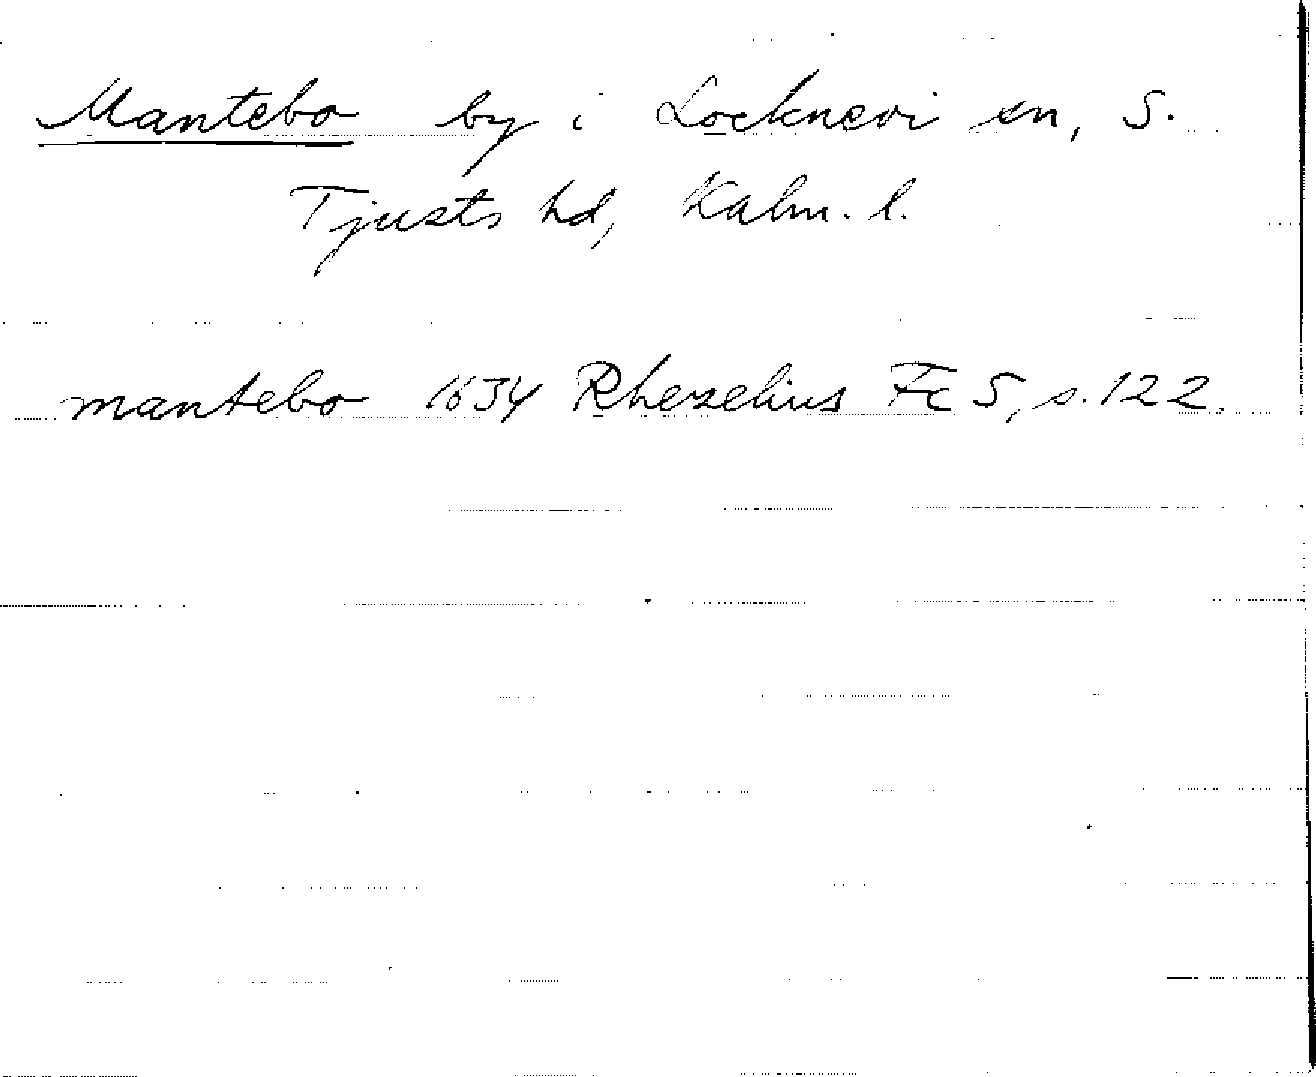 Mantebo by i Locknevi sn, S.
Tjusts hd, Kalm. l.
mantebo 1634 Rhezelius Fc 5, s. 122.